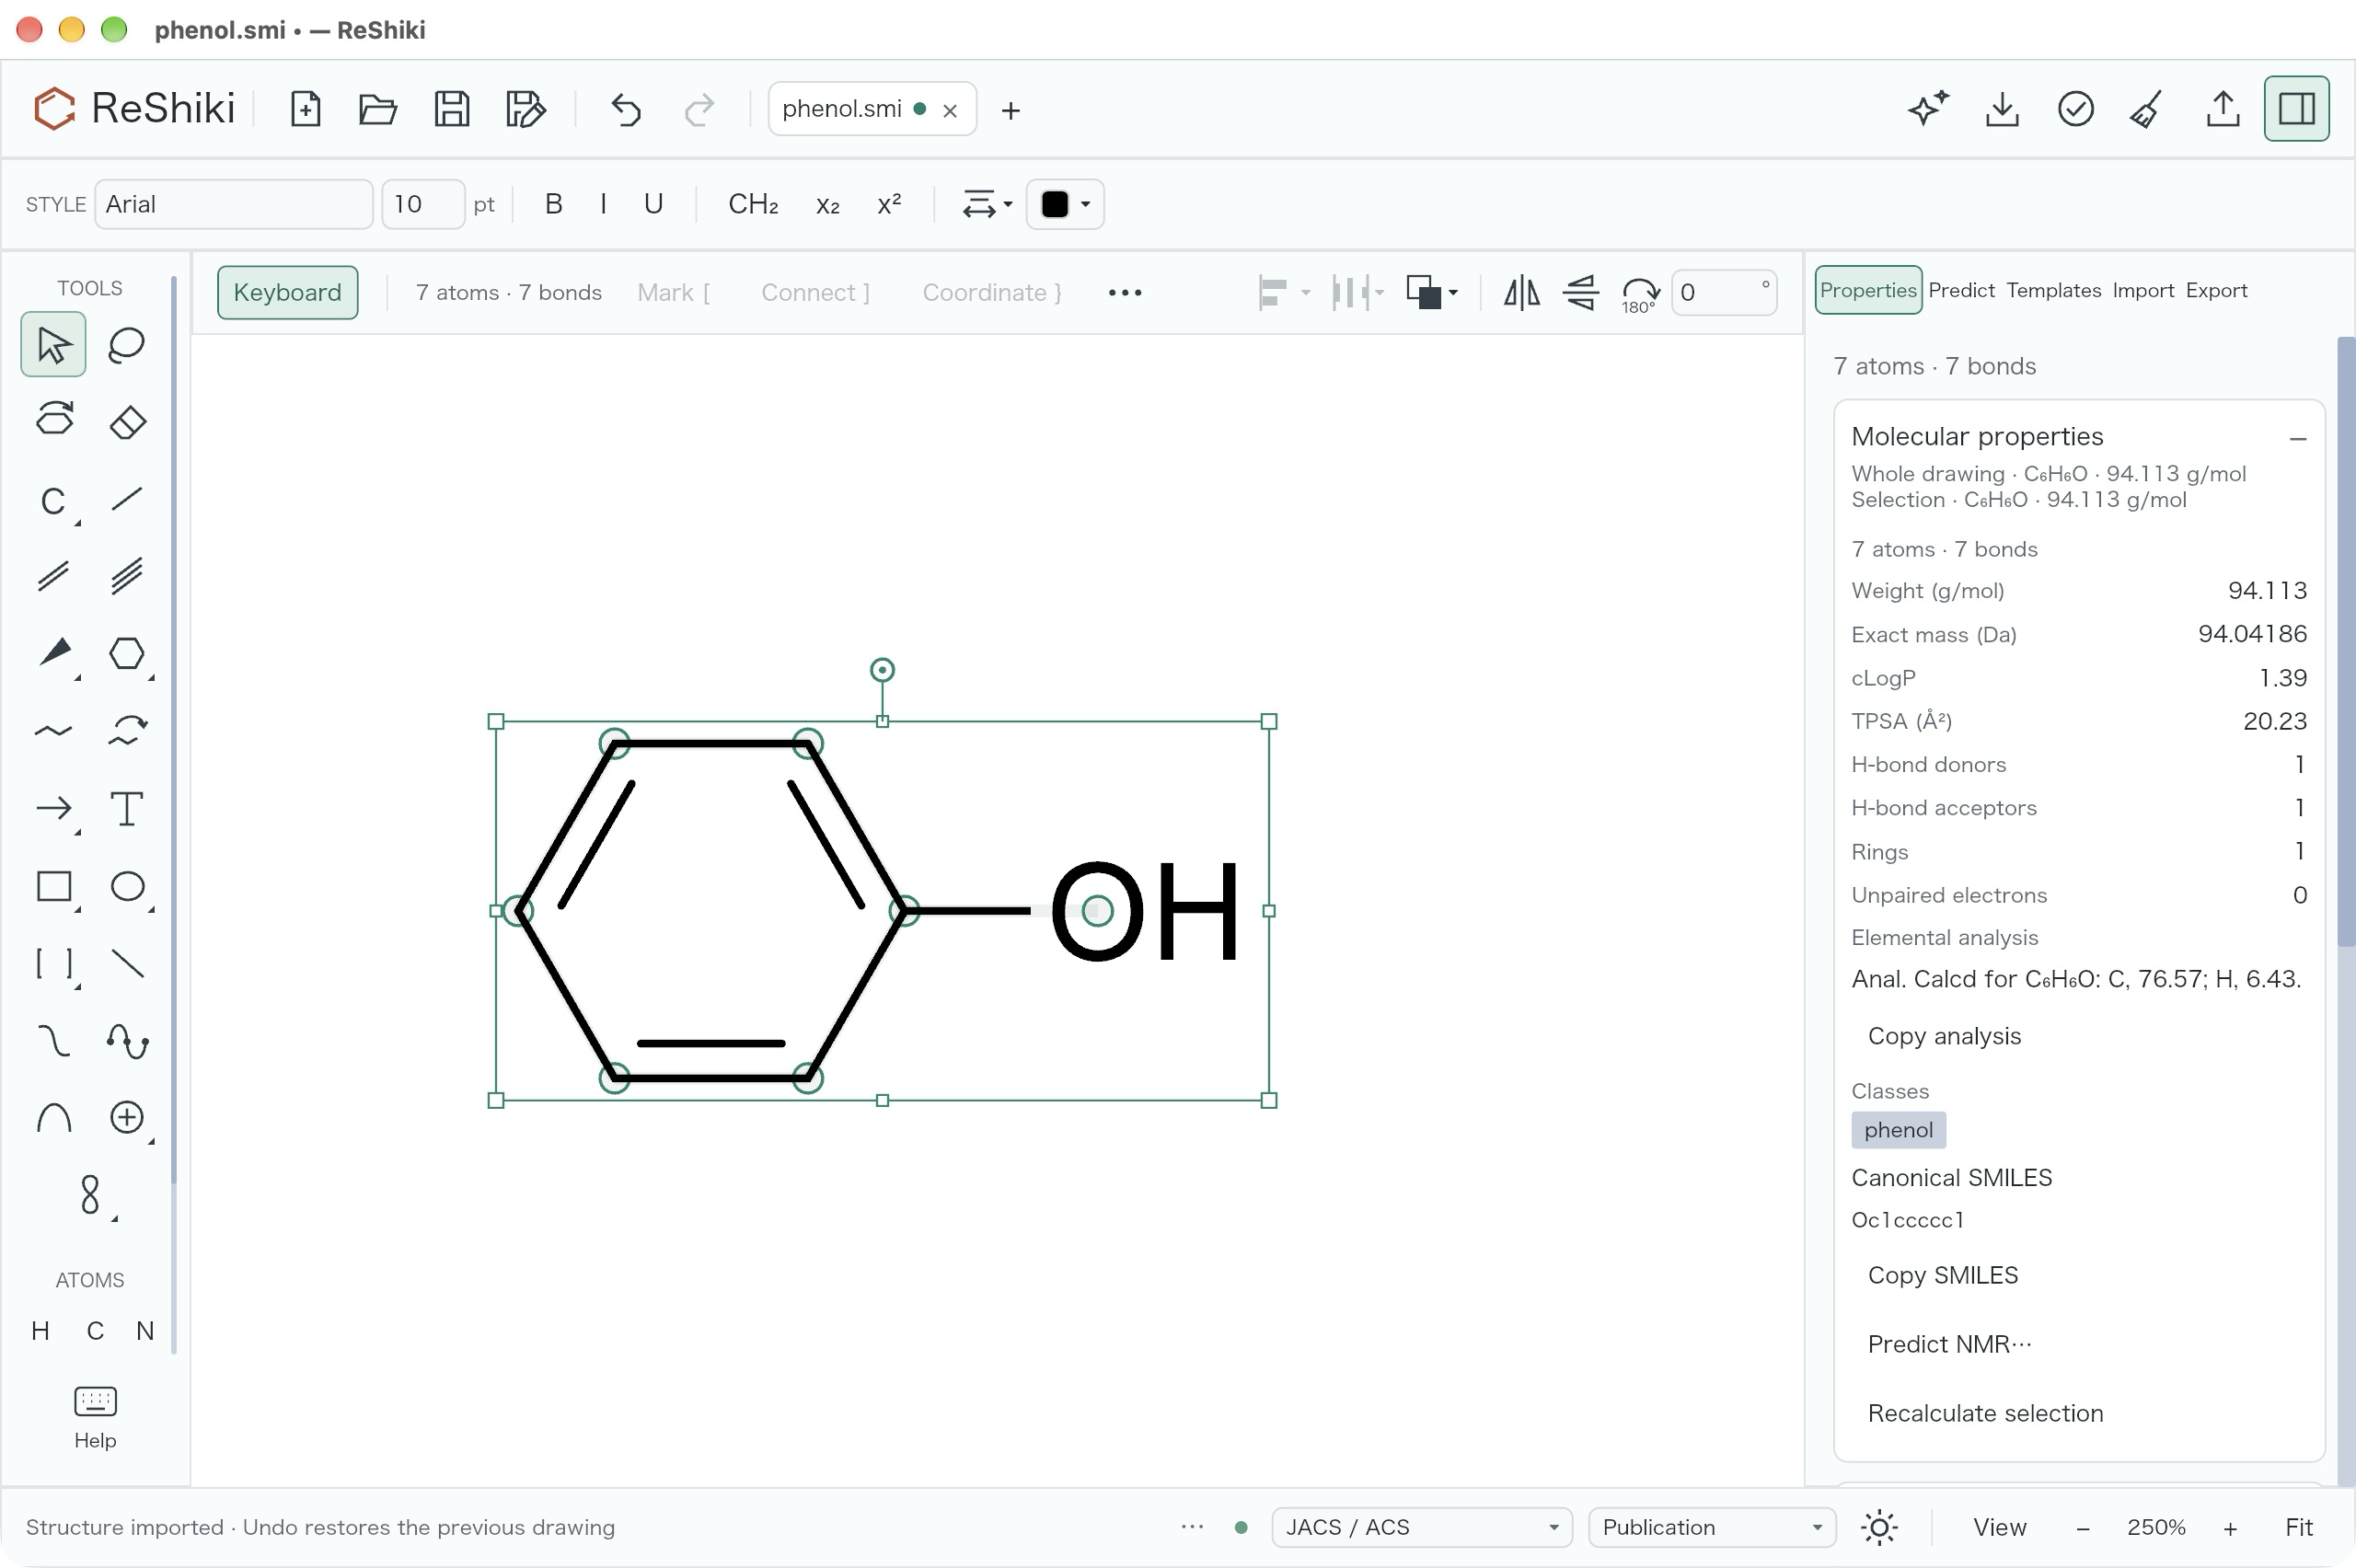 phenol.smi • — ReShiki
ReShiki
phenol.smi ● × +
STYLE Arial 10 pt B I U CH₂ x₂ x²
TOOLS
Keyboard 7 atoms · 7 bonds Mark [ Connect ] Coordinate } ••• 180° 0 °
Properties Predict Templates Import Export
C
T
[ ]
ATOMS
H C N
Help
OH
7 atoms · 7 bonds
Molecular properties –
Whole drawing · C₆H₆O · 94.113 g/mol
Selection · C₆H₆O · 94.113 g/mol
7 atoms · 7 bonds
Weight (g/mol) 94.113
Exact mass (Da) 94.04186
cLogP 1.39
TPSA (Å²) 20.23
H-bond donors 1
H-bond acceptors 1
Rings 1
Unpaired electrons 0
Elemental analysis
Anal. Calcd for C₆H₆O: C, 76.57; H, 6.43.
Copy analysis
Classes
phenol
Canonical SMILES
Oc1ccccc1
Copy SMILES
Predict NMR…
Recalculate selection
Structure imported · Undo restores the previous drawing
… JACS / ACS Publication View – 250% + Fit